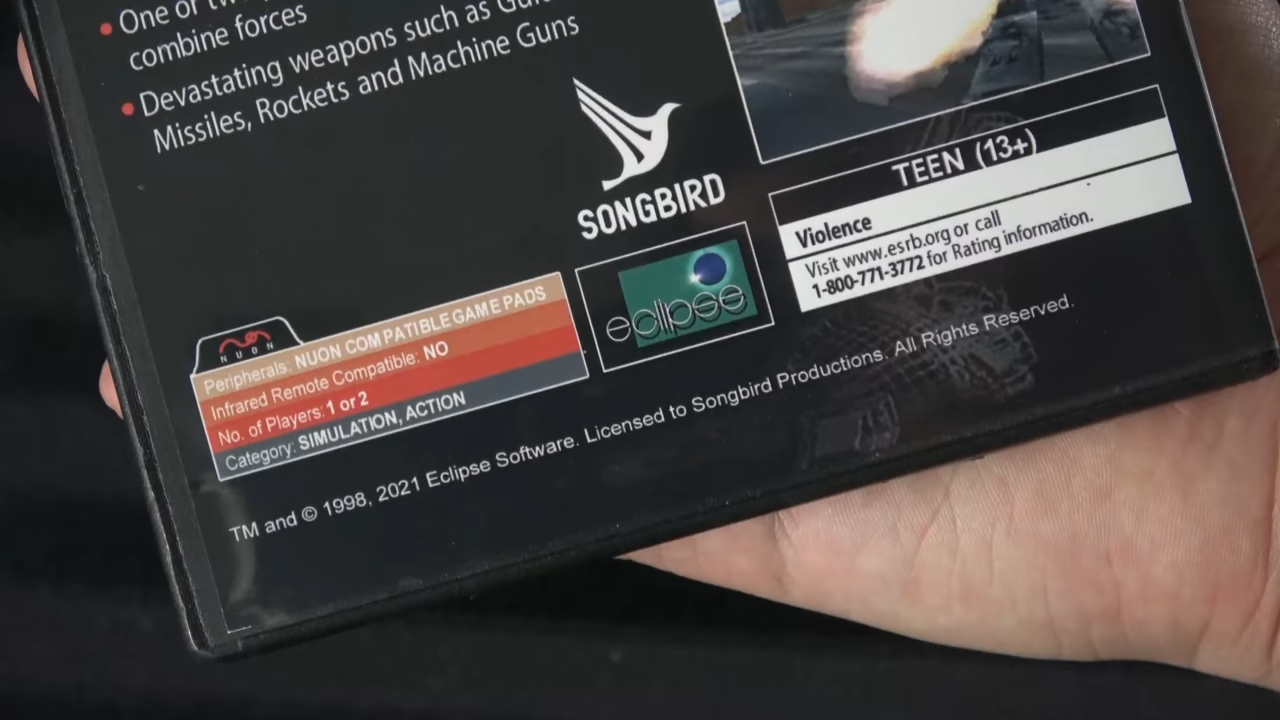 One or
combine forces
Devastating weapons such as
Missiles, Rockets and Machine Guns
SONGBIRD
TEEN (13+)
Violence
Visit www.esrb.org or call
1-800-771-3772 for Rating information.
eclipse
NUON
Peripherals: NUON COMPATIBLE GAME PADS
Infrared Remote Compatible: NO
No. of Players: 1 or 2
Category: SIMULATION, ACTION
TM and © 1998, 2021 Eclipse Software. Licensed to Songbird Productions. All Rights Reserved.